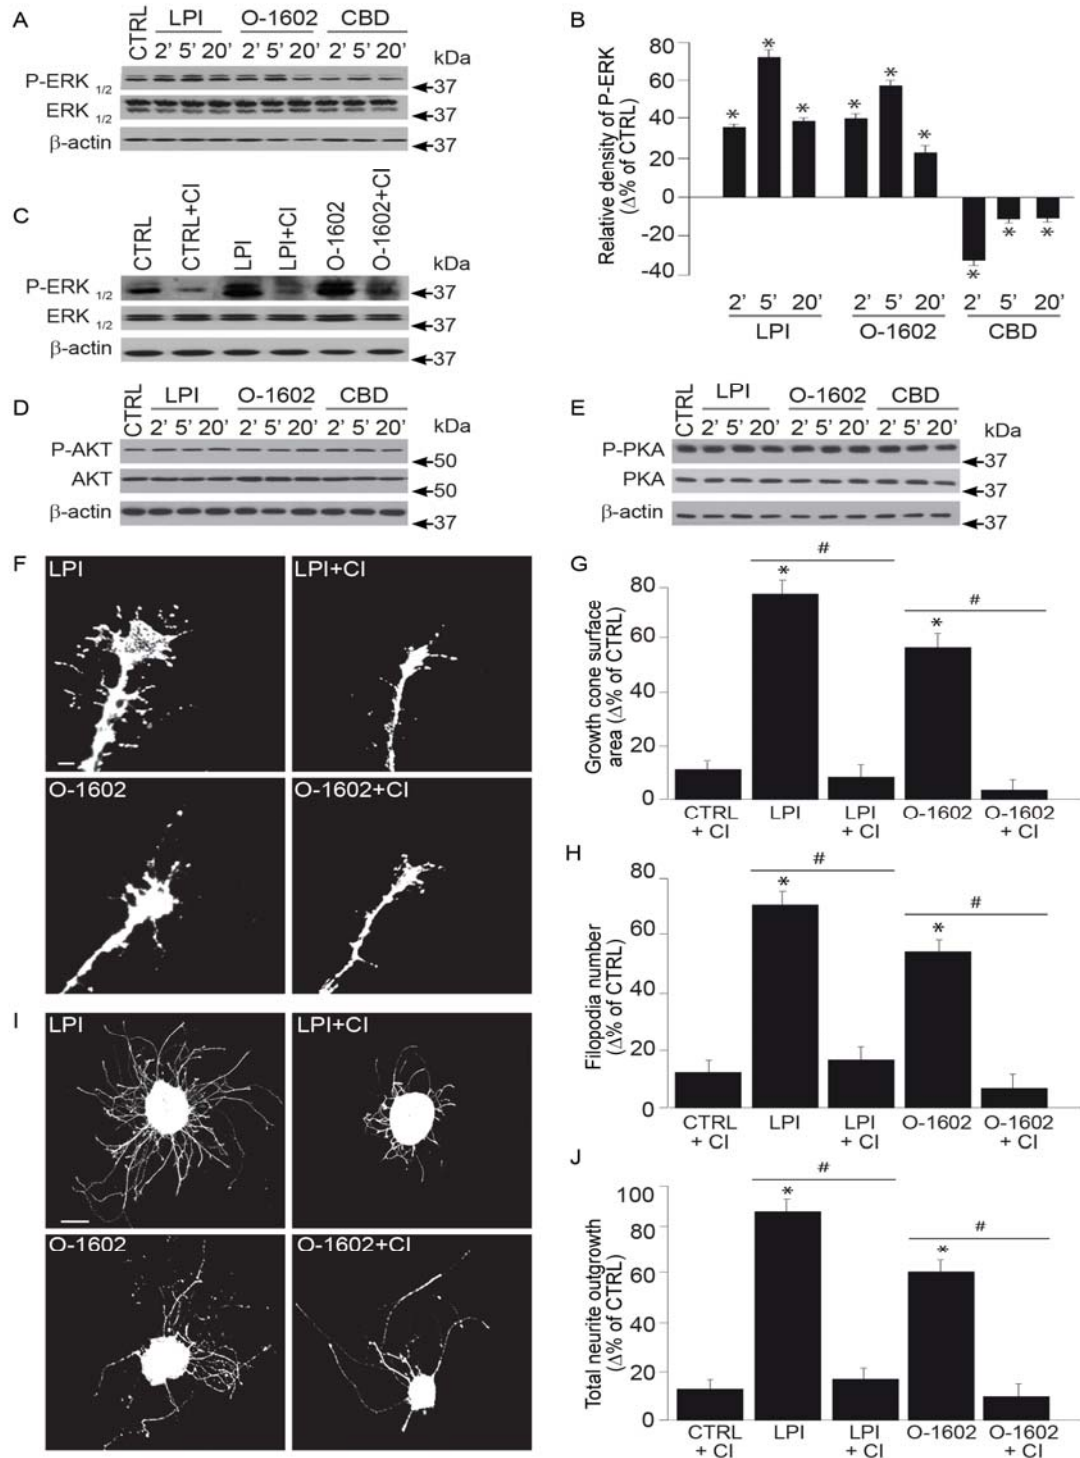 A
CTRL
LPI O-1602 CBD
2' 5' 20' 2' 5' 20' 2' 5' 20'
kDa
P-ERK 1/2
37
ERK 1/2
37
β-actin
37
B
Relative density of P-ERK
(Δ% of CTRL)
80
60
40
20
0
-20
-40
* * * * * * * * *
2' 5' 20' 2' 5' 20' 2' 5' 20'
LPI O-1602 CBD
C
CTRL
CTRL+CI
LPI
LPI+CI
O-1602
O-1602+CI
kDa
P-ERK 1/2
37
ERK 1/2
37
β-actin
37
D
CTRL
LPI O-1602 CBD
2' 5' 20' 2' 5' 20' 2' 5' 20'
kDa
P-AKT
50
AKT
50
β-actin
37
E
CTRL
LPI O-1602 CBD
2' 5' 20' 2' 5' 20' 2' 5' 20'
kDa
P-PKA
37
PKA
37
β-actin
37
F
LPI
LPI+CI
O-1602
O-1602+CI
G
Growth cone surface
area (Δ% of CTRL)
80
60
40
20
0
# * # *
CTRL + CI
LPI
LPI + CI
O-1602
O-1602 + CI
H
Filopodia number
(Δ% of CTRL)
80
60
40
20
0
# * # *
CTRL + CI
LPI
LPI + CI
O-1602
O-1602 + CI
I
LPI
LPI+CI
O-1602
O-1602+CI
J
Total neurite outgrowth
(Δ% of CTRL)
100
80
60
40
20
0
# * # *
CTRL + CI
LPI
LPI + CI
O-1602
O-1602 + CI